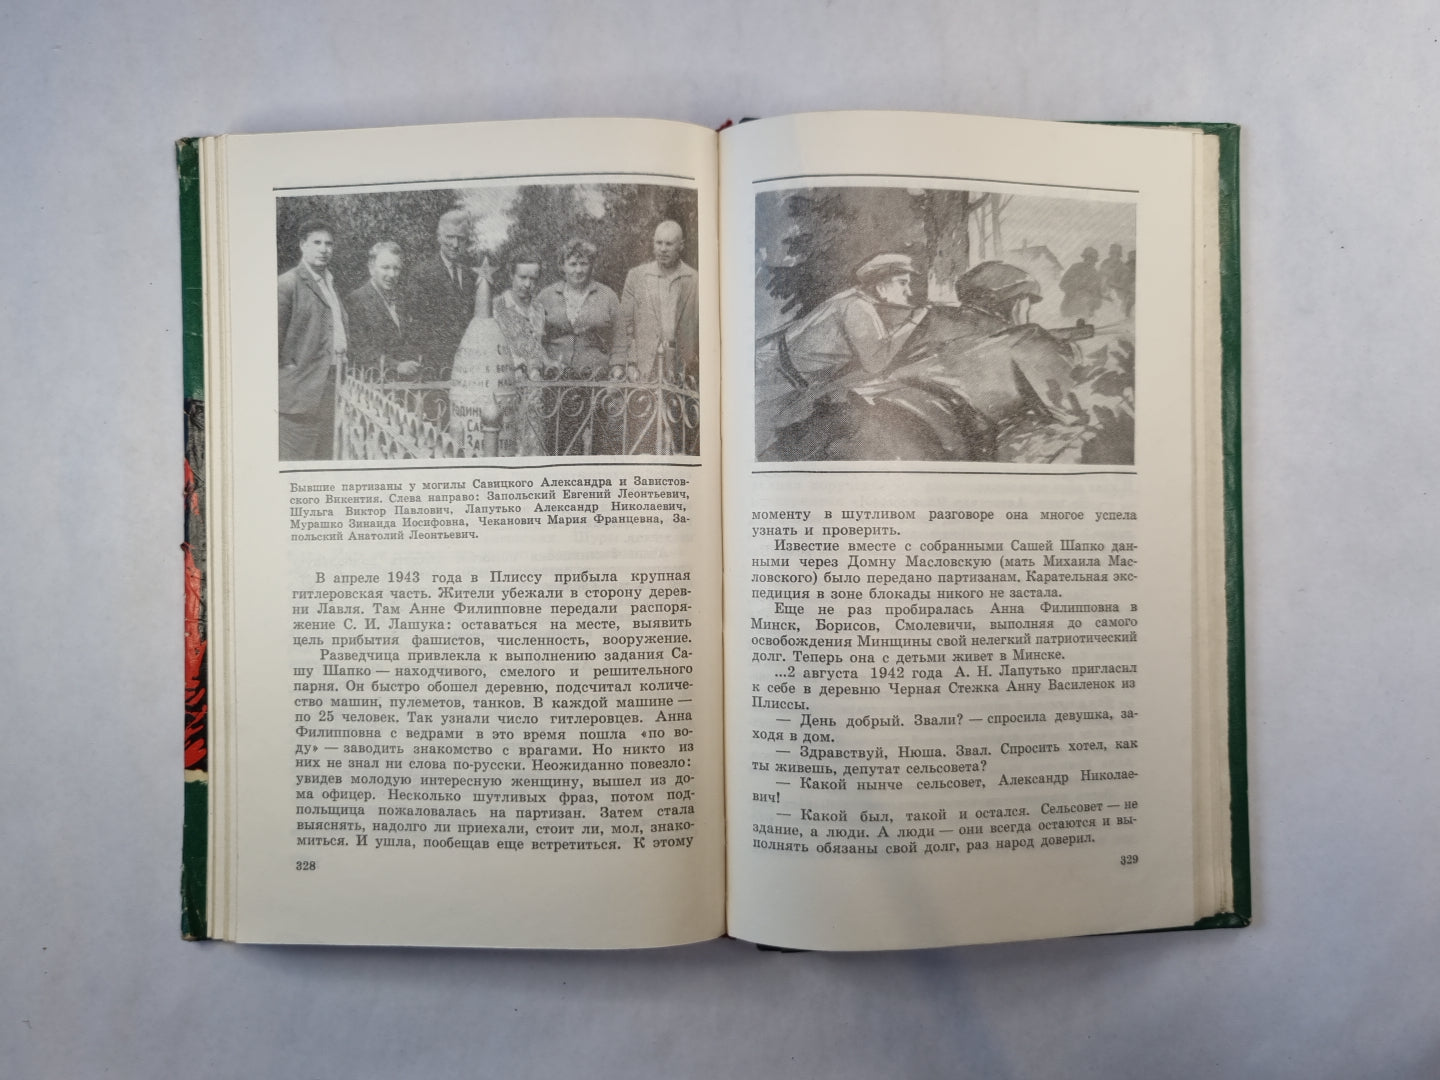 Бывшие партизаны у могилы Савицкого Александра и Завистов-
ского Викентия. Слева направо: Запольский Евгений Леонтьевич,
Шульга Виктор Павлович, Лапутько Александр Николаевич,
Мурашко Зинаида Иосифовна, Чеканович Мария Францевна, За-
польский Анатолий Леонтьевич.
В апреле 1943 года в Плиссу прибыла крупная
гитлеровская часть. Жители убежали в сторону дерев-
ни Лавля. Там Анне Филипповне передали распоря-
жение С. И. Лашука: оставаться на месте, выявить
цель прибытия фашистов, численность, вооружение.
Разведчица привлекла к выполнению задания Са-
шу Шапко — находчивого, смелого и решительного
парня. Он быстро обошел деревню, подсчитал количе-
ство машин, пулеметов, танков. В каждой машине —
по 25 человек. Так узнали число гитлеровцев. Анна
Филипповна с ведрами в это время пошла «по во-
ду» — заводить знакомство с врагами. Но никто из
них не знал ни слова по-русски. Неожиданно повезло:
увидев молодую интересную женщину, вышел из до-
ма офицер. Несколько шутливых фраз, потом под-
польщица пожаловалась на партизан. Затем стала
выяснять, надолго ли приехали, стоит ли, мол, знако-
миться. И ушла, пообещав еще встретиться. К этому
328
моменту в шутливом разговоре она многое успела
узнать и проверить.
Известие вместе с собранными Сашей Шапко дан-
ными через Домну Масловскую (мать Михаила Мас-
ловского) было передано партизанам. Карательная экс-
педиция в зоне блокады никого не застала.
Еще не раз пробиралась Анна Филипповна в
Минск, Борисов, Смолевичи, выполняя до самого
освобождения Минщины свой нелегкий патриотический
долг. Теперь она с детьми живет в Минске.
...2 августа 1942 года А. Н. Лапутько пригласил
к себе в деревню Черная Стежка Анну Василенок из
Плиссы.
— День добрый. Звали? — спросила девушка, за-
ходя в дом.
— Здравствуй, Нюша. Звал. Спросить хотел, как
ты живешь, депутат сельсовета?
— Какой нынче сельсовет, Александр Николае-
вич!
— Какой был, такой и остался. Сельсовет — не
здание, а люди. А люди — они всегда остаются и вы-
полнять обязаны свой долг, раз народ доверил.
329